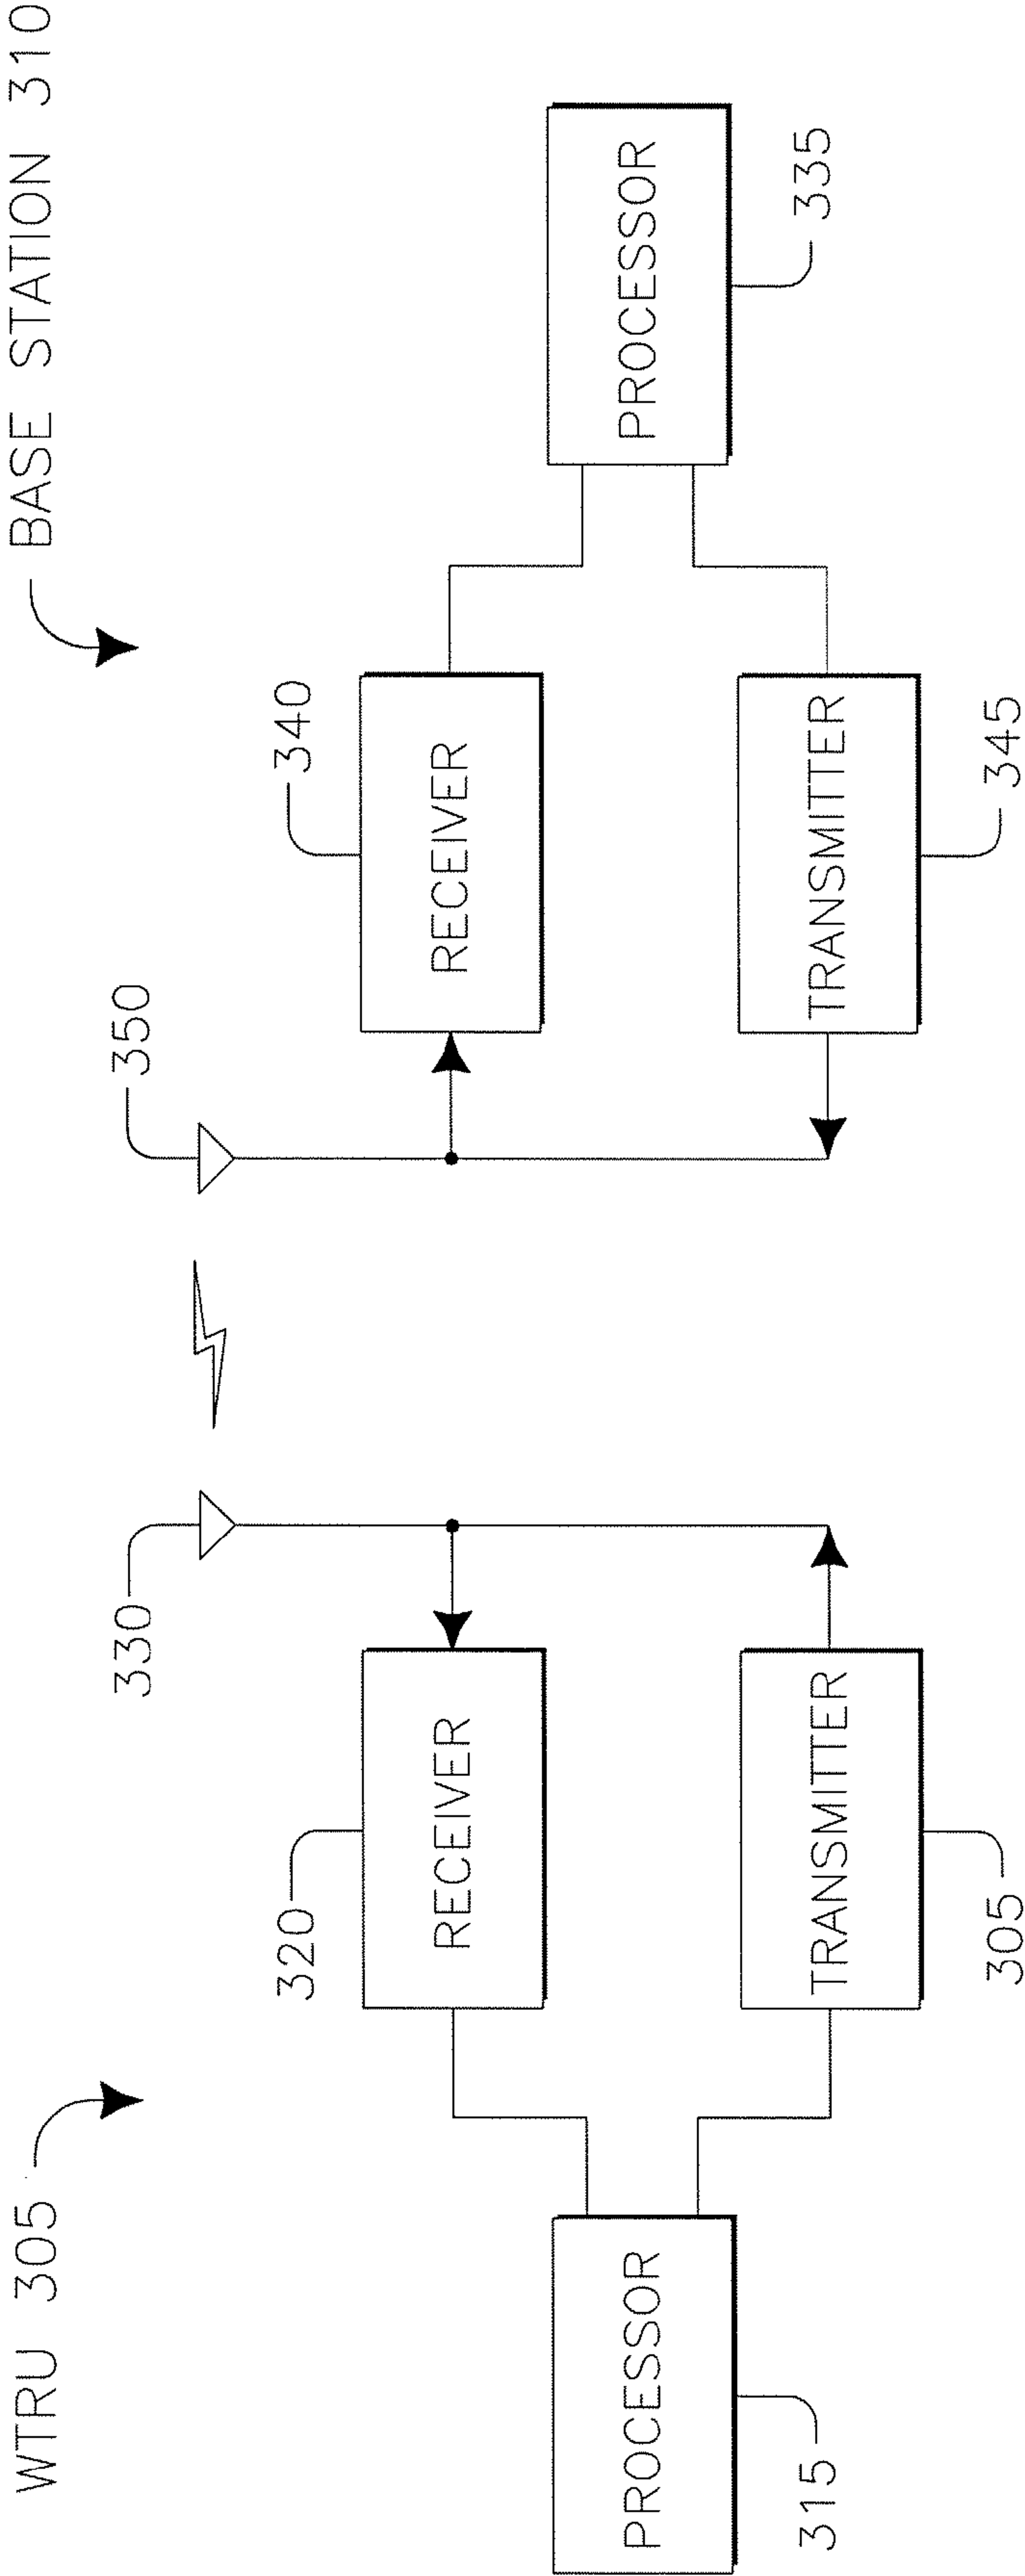 WTRU 305
BASE STATION 310
330
350
320
340
RECEIVER
RECEIVER
PROCESSOR
PROCESSOR
315
335
TRANSMITTER
TRANSMITTER
305
345